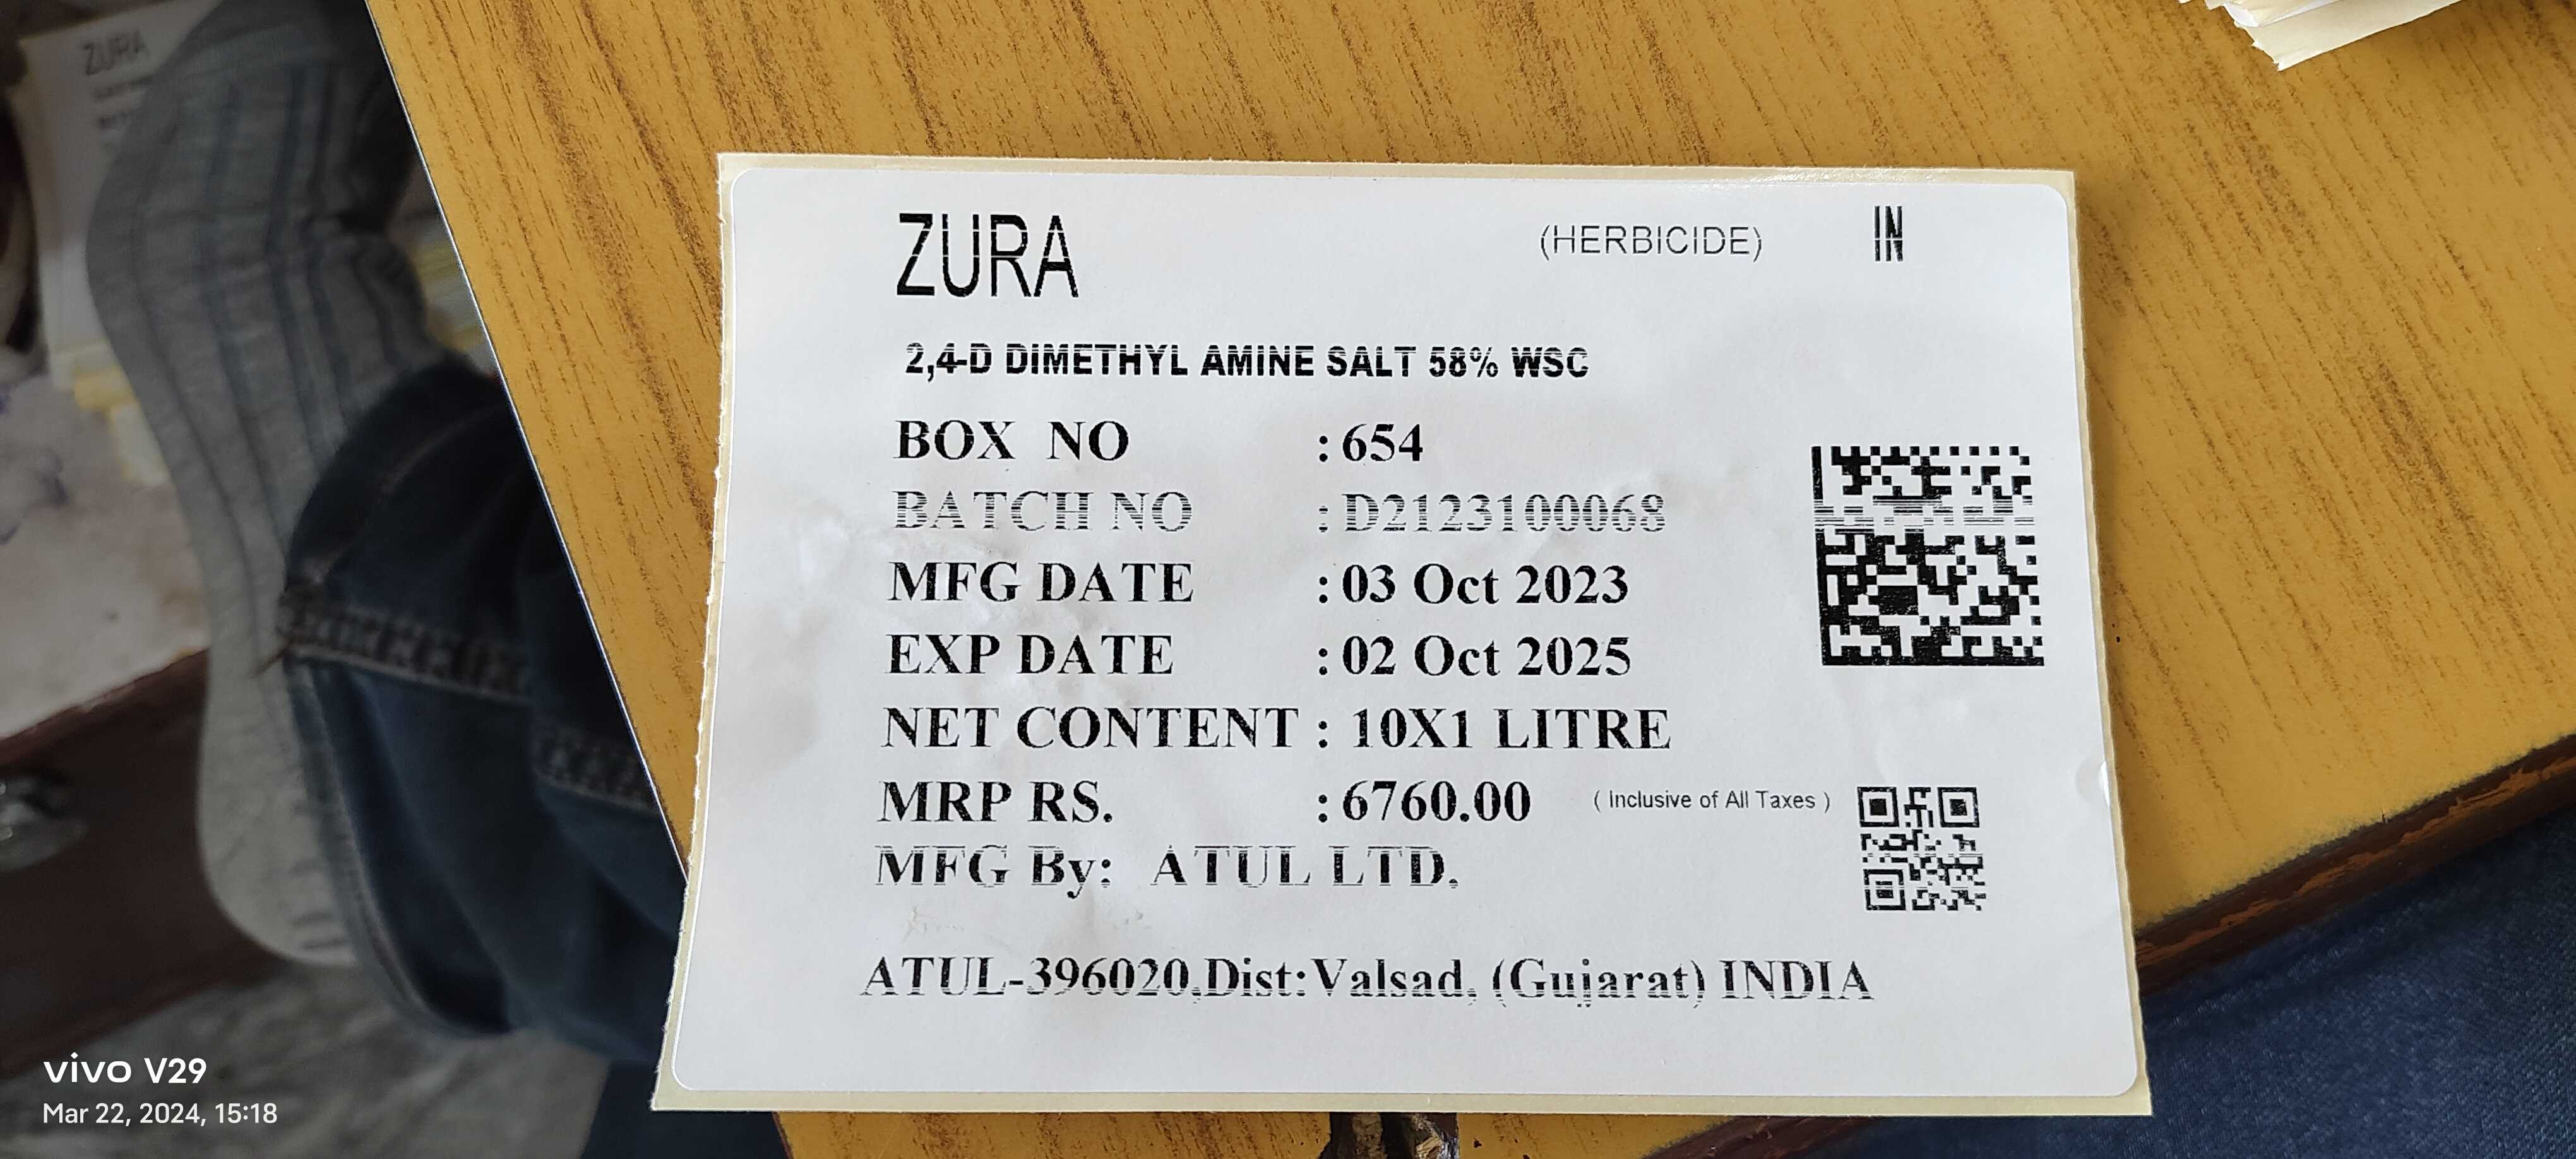 ZURA
ZURA (HERBICIDE) IN
2,4-D DIMETHYL AMINE SALT 58% WSC
BOX NO : 654
BATCH NO : D2123100068
MFG DATE : 03 Oct 2023
EXP DATE : 02 Oct 2025
NET CONTENT : 10X1 LITRE
MRP RS. : 6760.00 ( Inclusive of All Taxes )
MFG By: ATUL LTD.
ATUL-396020,Dist:Valsad, (Gujarat) INDIA
vivo V29
Mar 22, 2024, 15:18